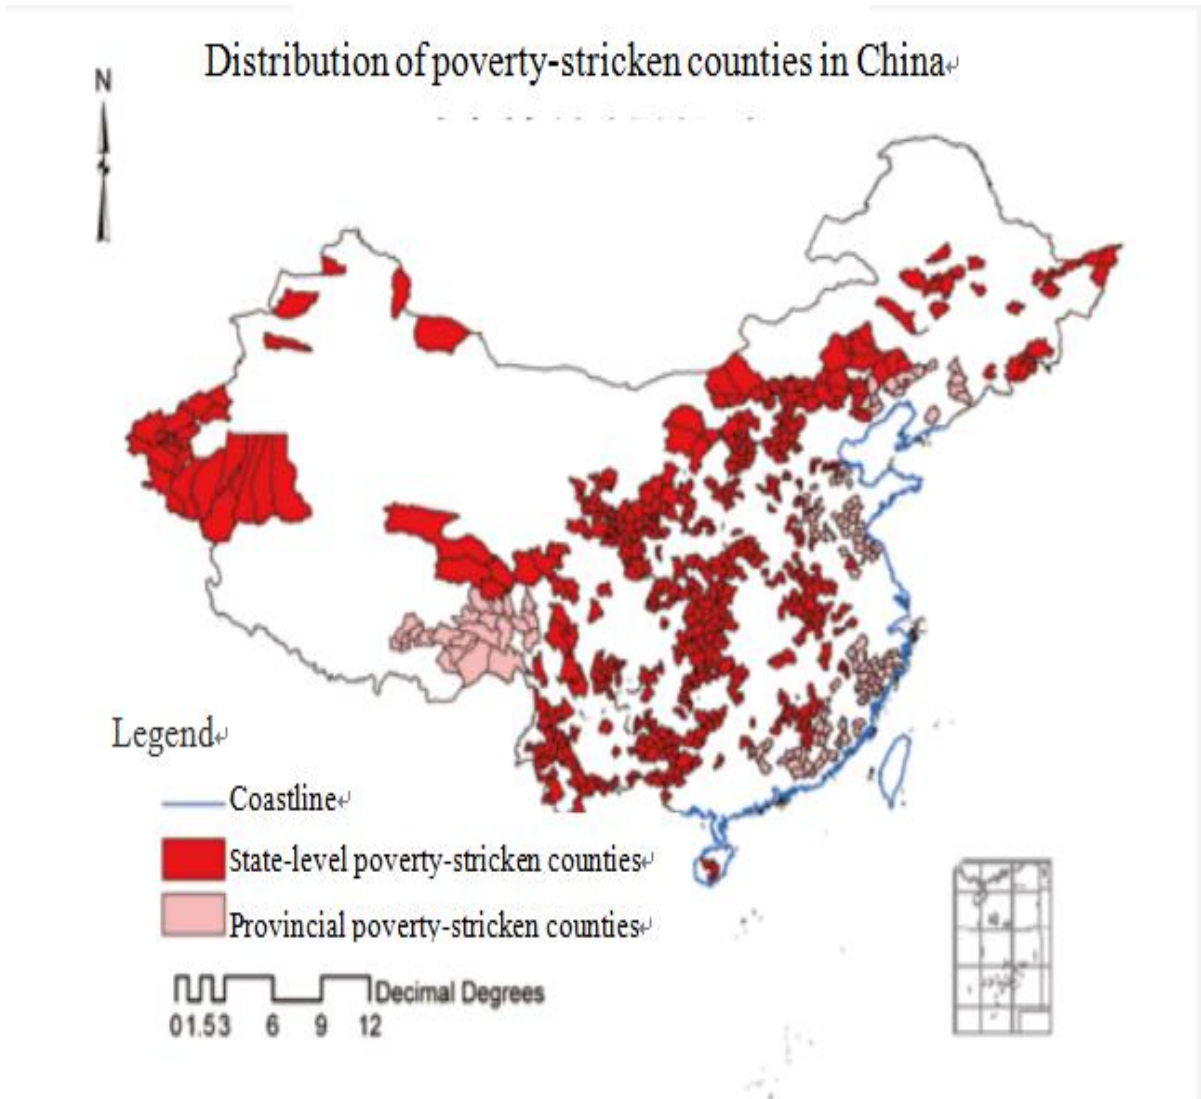 Distribution of poverty-stricken counties in China↵
N
Legend↵
Coastline↵
State-level poverty-stricken counties↵
Provincial poverty-stricken counties↵
Decimal Degrees
0 1.5 3 6 9 12